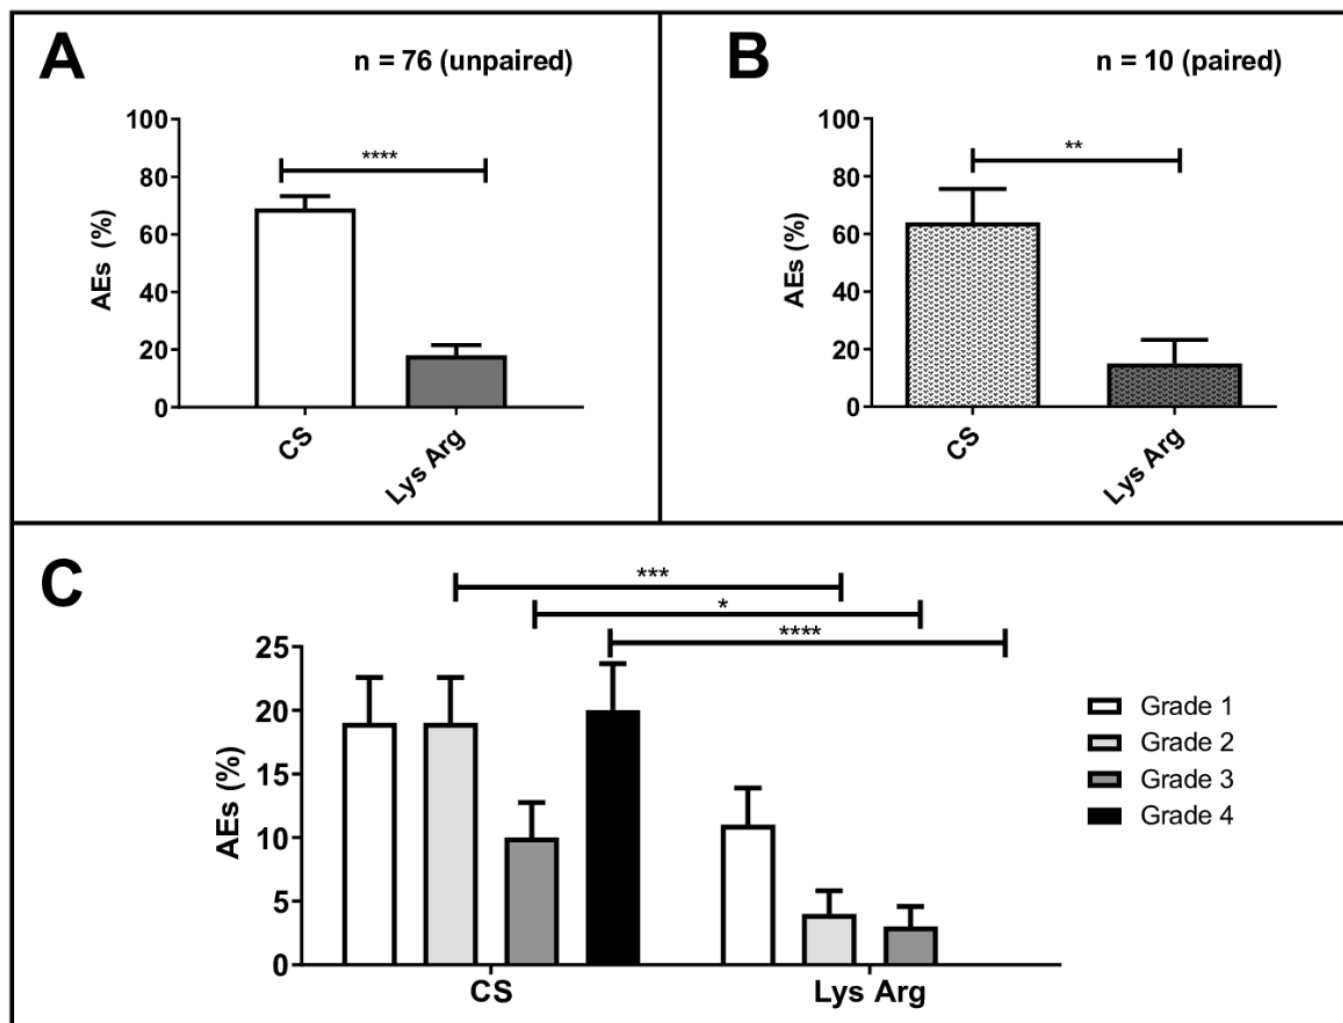 A
n = 76 (unpaired)
100
80
60
40
20
0
AEs (%)
****
CS
Lys Arg
B
n = 10 (paired)
100
80
60
40
20
0
AEs (%)
**
CS
Lys Arg
C
***
*
****
25
20
15
10
5
0
AEs (%)
CS
Lys Arg
Grade 1
Grade 2
Grade 3
Grade 4